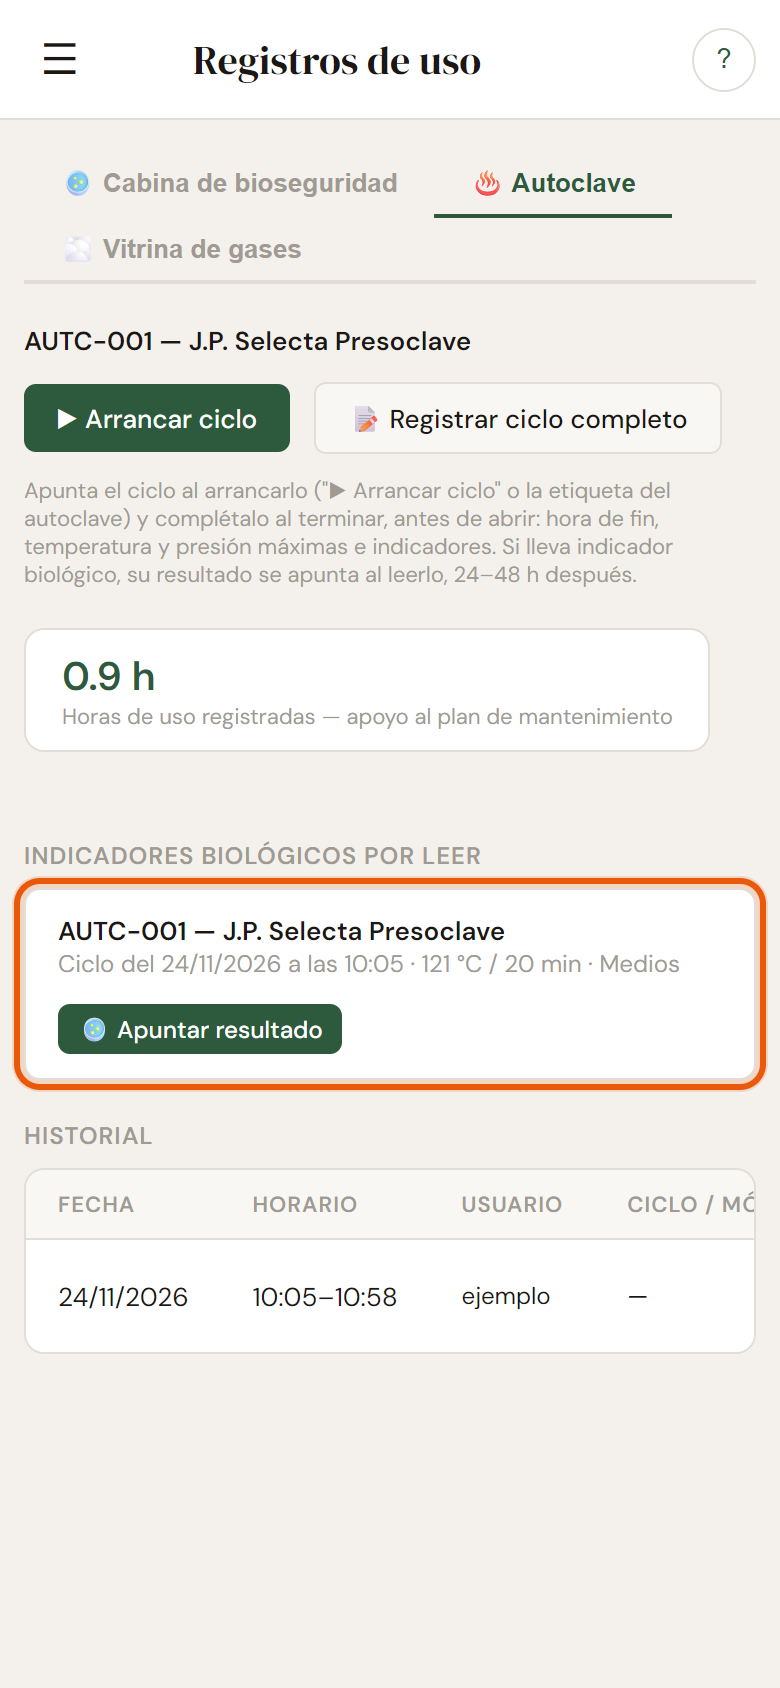 Registros de uso
?
Cabina de bioseguridad
Autoclave
Vitrina de gases
AUTC-001 — J.P. Selecta Presoclave
▶ Arrancar ciclo
Registrar ciclo completo
Apunta el ciclo al arrancarlo ("▶ Arrancar ciclo" o la etiqueta del
autoclave) y complétalo al terminar, antes de abrir: hora de fin,
temperatura y presión máximas e indicadores. Si lleva indicador
biológico, su resultado se apunta al leerlo, 24–48 h después.
0.9 h
Horas de uso registradas — apoyo al plan de mantenimiento
INDICADORES BIOLÓGICOS POR LEER
AUTC-001 — J.P. Selecta Presoclave
Ciclo del 24/11/2026 a las 10:05 · 121 °C / 20 min · Medios
Apuntar resultado
HISTORIAL
FECHA HORARIO USUARIO CICLO / MÓ
24/11/2026 10:05–10:58 ejemplo —